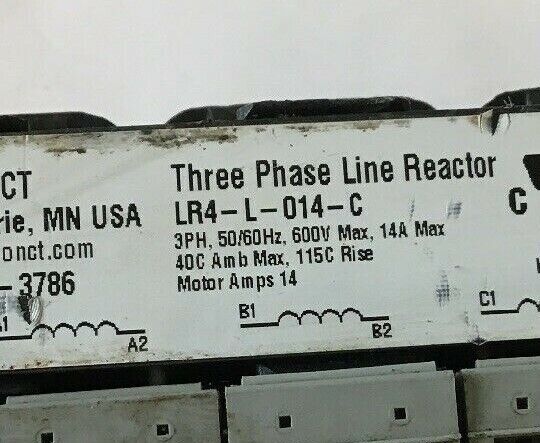 CT
rie, MN USA
onct.com
- 3786
A2
Three Phase Line Reactor
LR4-L-014-C
3PH, 50/60Hz, 600V Max, 14A Max
40C Amb Max, 115C Rise
Motor Amps 14
B1
B2
C
C1